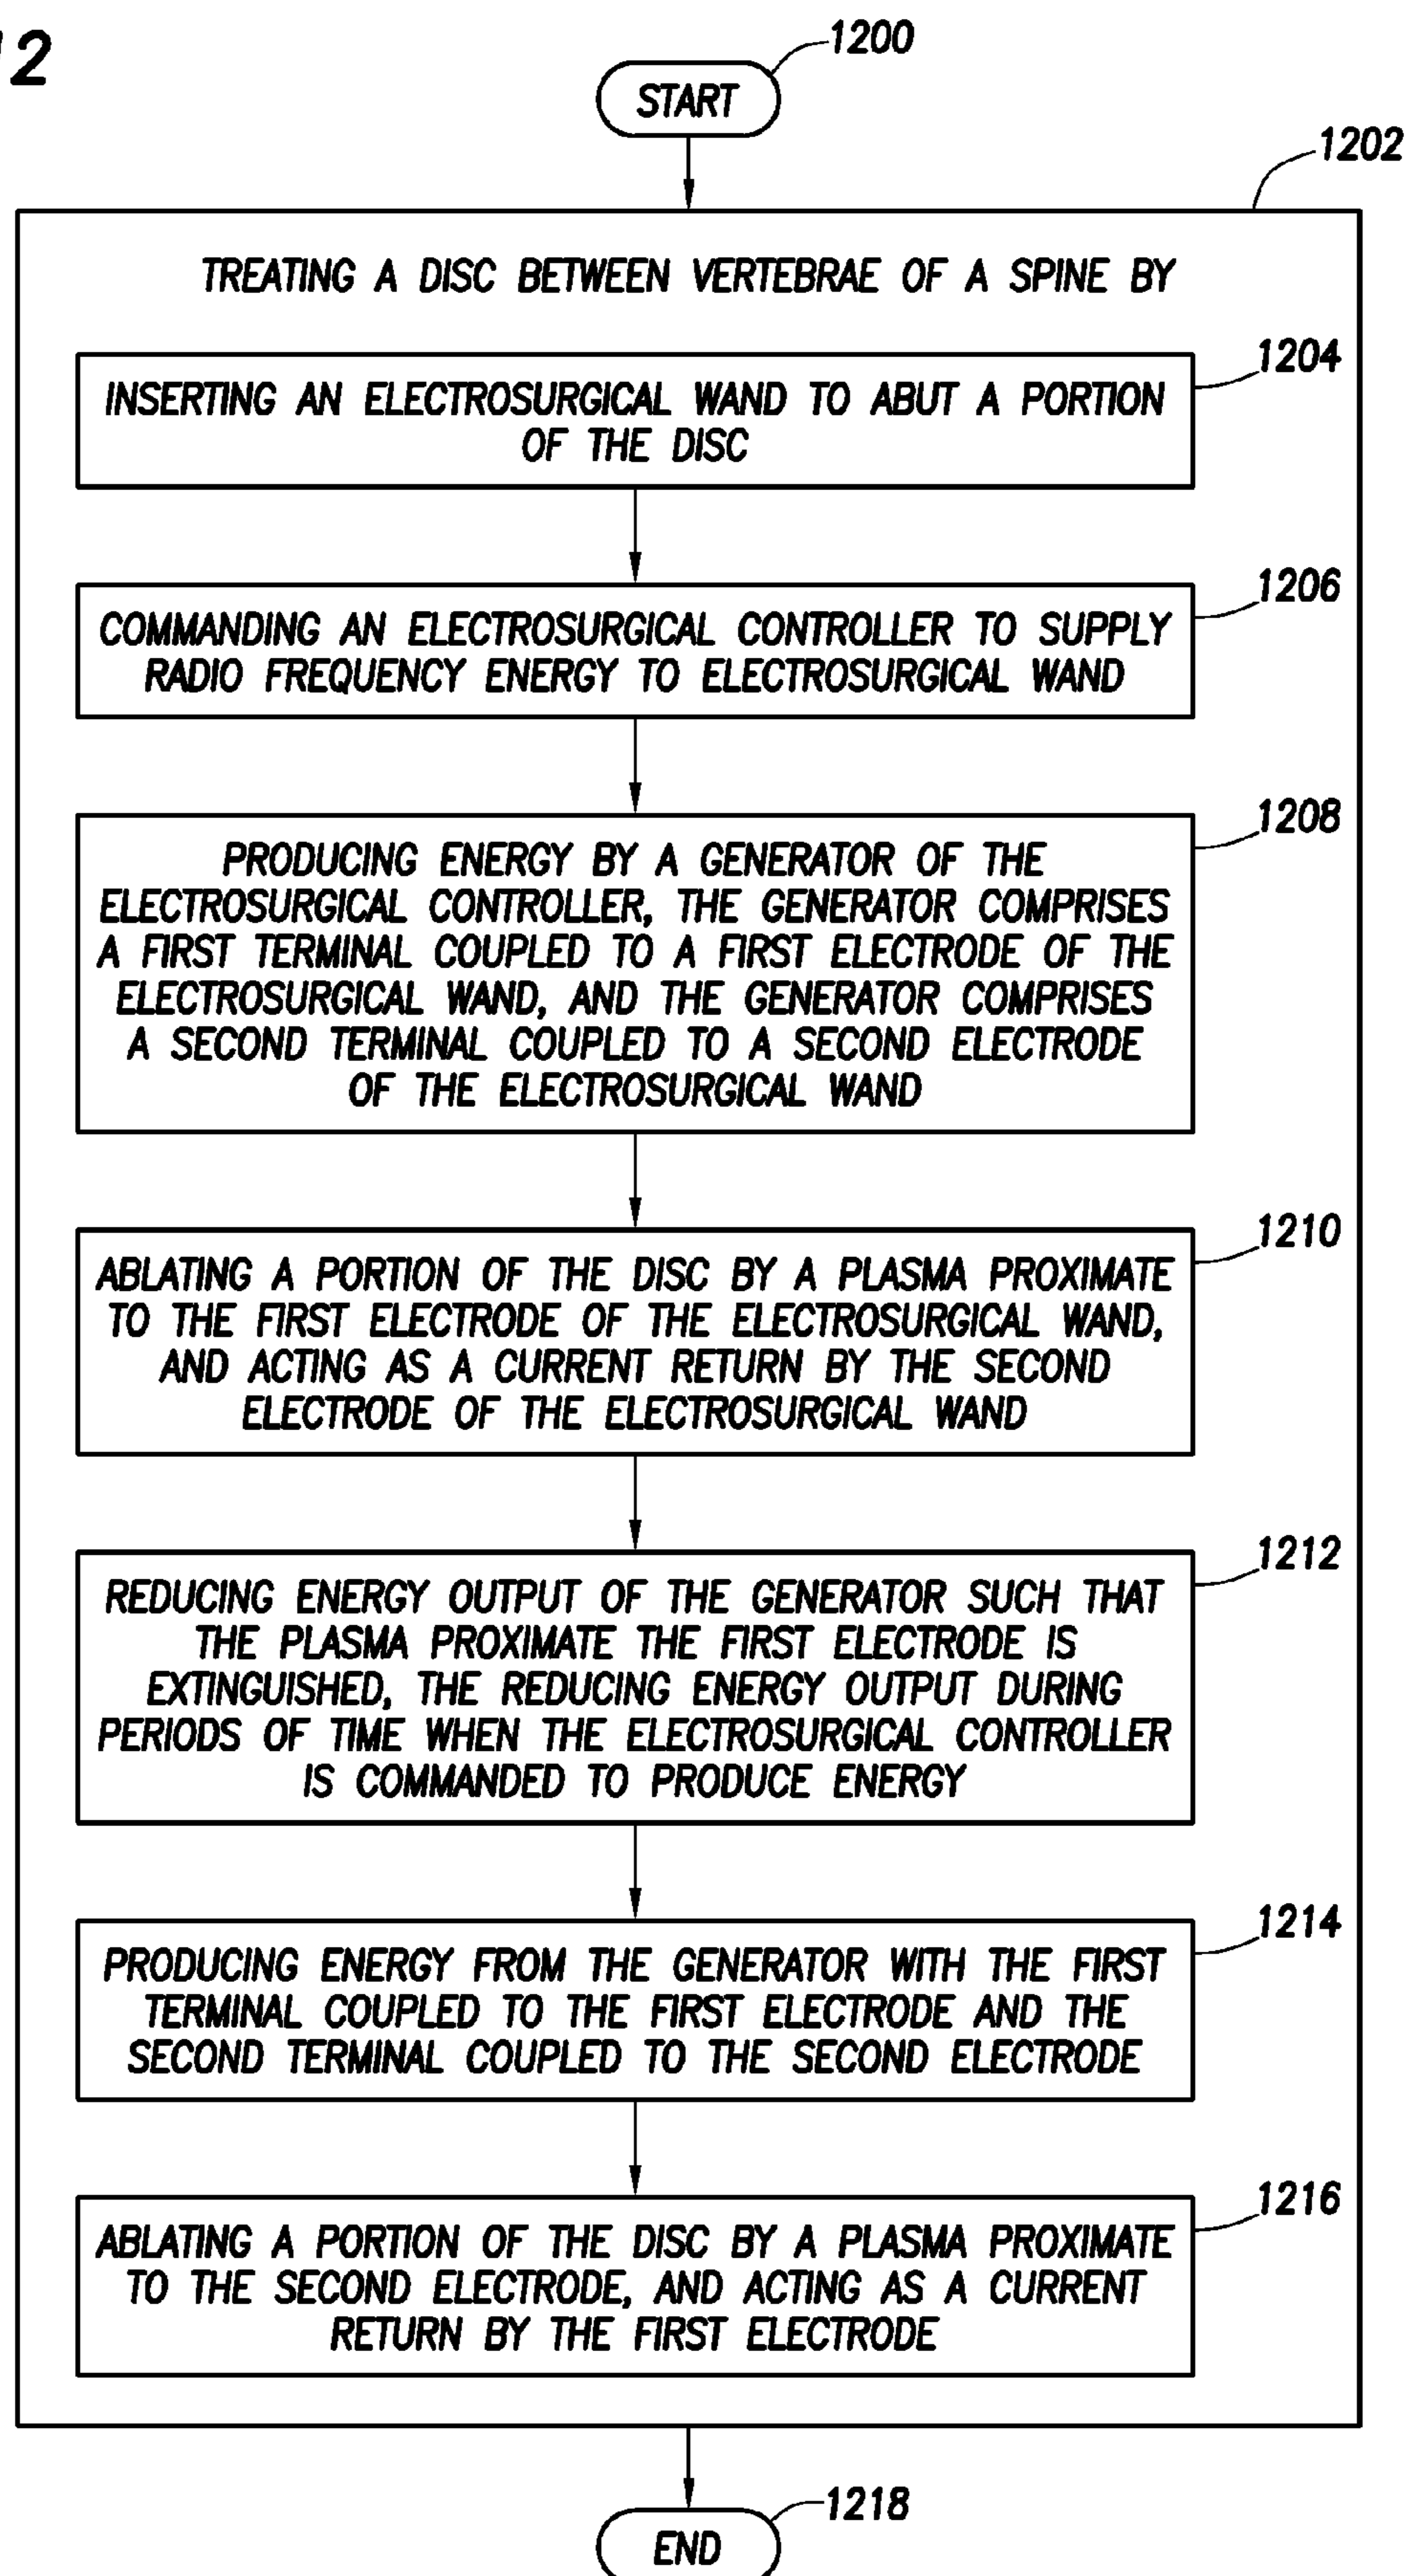 12
1200
START
1202
TREATING A DISC BETWEEN VERTEBRAE OF A SPINE BY
1204
INSERTING AN ELECTROSURGICAL WAND TO ABUT A PORTION
OF THE DISC
1206
COMMANDING AN ELECTROSURGICAL CONTROLLER TO SUPPLY
RADIO FREQUENCY ENERGY TO ELECTROSURGICAL WAND
1208
PRODUCING ENERGY BY A GENERATOR OF THE
ELECTROSURGICAL CONTROLLER, THE GENERATOR COMPRISES
A FIRST TERMINAL COUPLED TO A FIRST ELECTRODE OF THE
ELECTROSURGICAL WAND, AND THE GENERATOR COMPRISES
A SECOND TERMINAL COUPLED TO A SECOND ELECTRODE
OF THE ELECTROSURGICAL WAND
1210
ABLATING A PORTION OF THE DISC BY A PLASMA PROXIMATE
TO THE FIRST ELECTRODE OF THE ELECTROSURGICAL WAND,
AND ACTING AS A CURRENT RETURN BY THE SECOND
ELECTRODE OF THE ELECTROSURGICAL WAND
1212
REDUCING ENERGY OUTPUT OF THE GENERATOR SUCH THAT
THE PLASMA PROXIMATE THE FIRST ELECTRODE IS
EXTINGUISHED, THE REDUCING ENERGY OUTPUT DURING
PERIODS OF TIME WHEN THE ELECTROSURGICAL CONTROLLER
IS COMMANDED TO PRODUCE ENERGY
1214
PRODUCING ENERGY FROM THE GENERATOR WITH THE FIRST
TERMINAL COUPLED TO THE FIRST ELECTRODE AND THE
SECOND TERMINAL COUPLED TO THE SECOND ELECTRODE
1216
ABLATING A PORTION OF THE DISC BY A PLASMA PROXIMATE
TO THE SECOND ELECTRODE, AND ACTING AS A CURRENT
RETURN BY THE FIRST ELECTRODE
1218
END